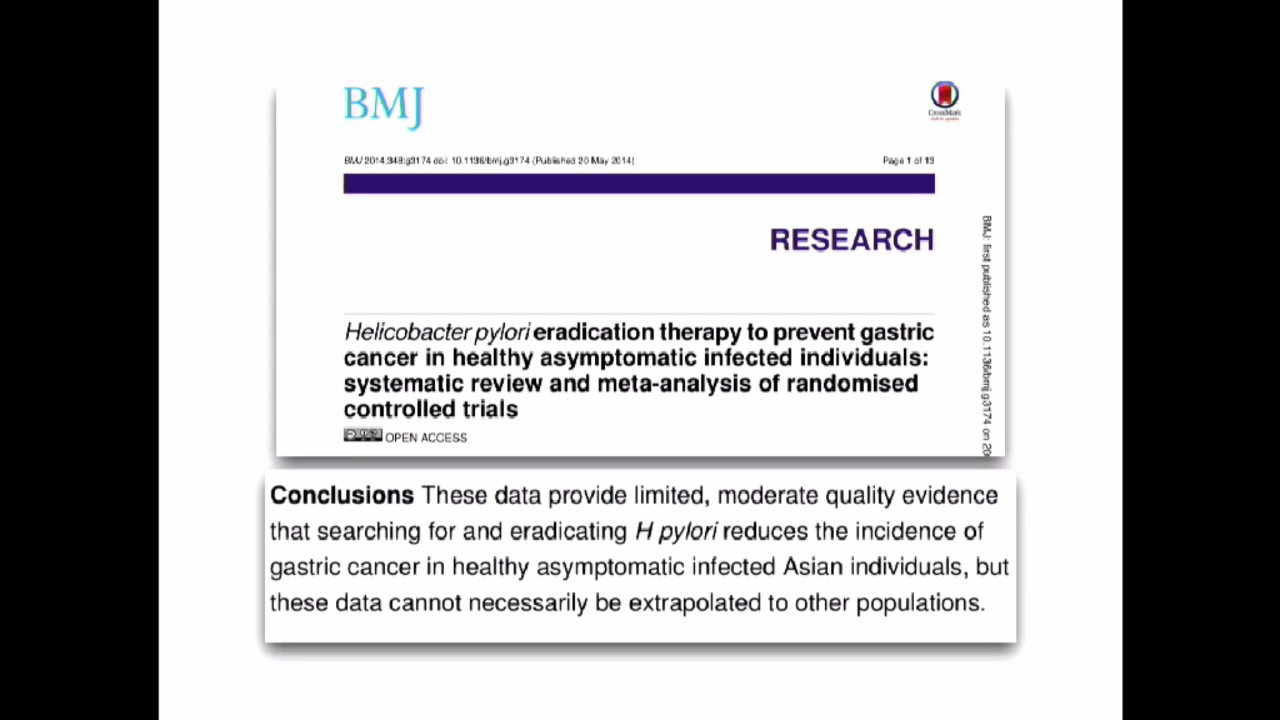 BMJ
CrossMark
BMJ 2014;348:g3174 doi: 10.1136/bmj.g3174 (Published 20 May 2014)
Page 1 of 13
RESEARCH
BMJ: first published as 10.1136/bmj.g3174 on 20
Helicobacter pylori eradication therapy to prevent gastric
cancer in healthy asymptomatic infected individuals:
systematic review and meta-analysis of randomised
controlled trials
OPEN ACCESS
Conclusions These data provide limited, moderate quality evidence
that searching for and eradicating H pylori reduces the incidence of
gastric cancer in healthy asymptomatic infected Asian individuals, but
these data cannot necessarily be extrapolated to other populations.